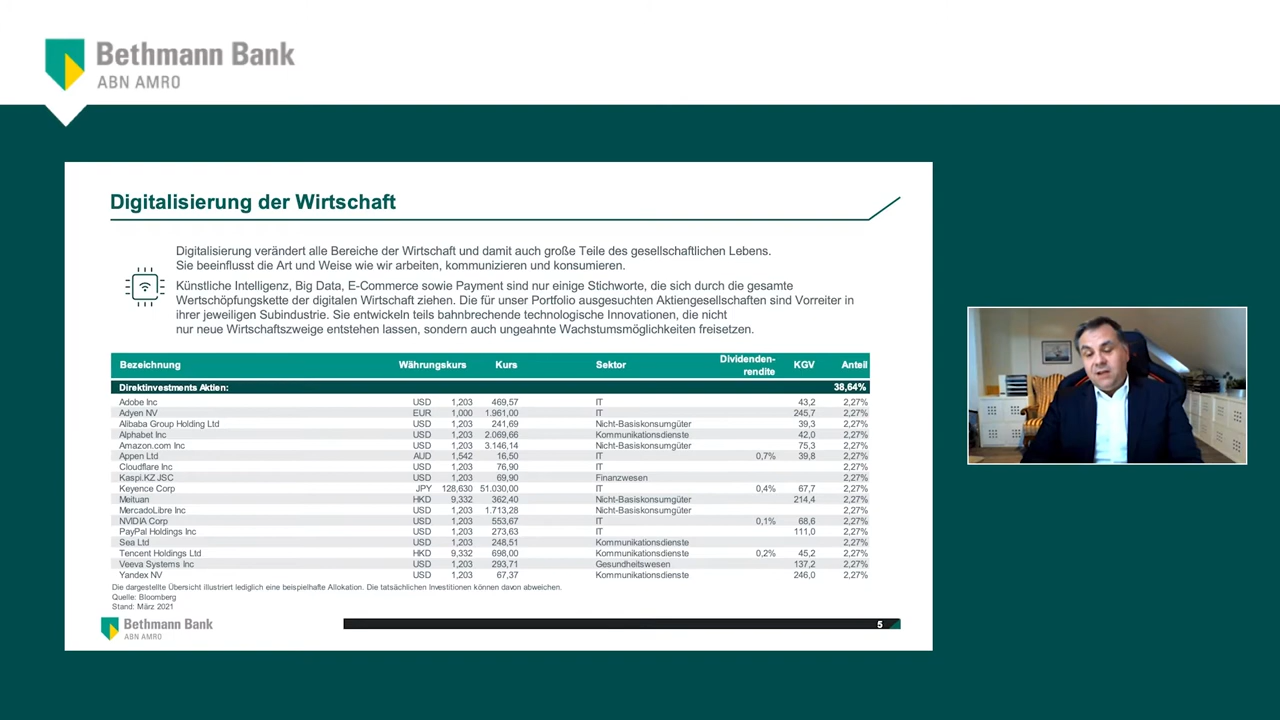 Bethmann Bank
ABN AMRO
Digitalisierung der Wirtschaft
Digitalisierung verändert alle Bereiche der Wirtschaft und damit auch große Teile des gesellschaftlichen Lebens.
Sie beeinflusst die Art und Weise wie wir arbeiten, kommunizieren und konsumieren.
Künstliche Intelligenz, Big Data, E-Commerce sowie Payment sind nur einige Stichworte, die sich durch die gesamte
Wertschöpfungskette der digitalen Wirtschaft ziehen. Die für unser Portfolio ausgesuchten Aktiengesellschaften sind Vorreiter in
ihrer jeweiligen Subindustrie. Sie entwickeln teils bahnbrechende technologische Innovationen, die nicht
nur neue Wirtschaftszweige entstehen lassen, sondern auch ungeahnte Wachstumsmöglichkeiten freisetzen.
Bezeichnung Währungskurs Kurs Sektor Dividenden-rendite KGV Anteil
Direktinvestments Aktien: 38,64%
Adobe Inc USD 1,203 469,57 IT 43,2 2,27%
Adyen NV EUR 1,000 1.961,00 IT 245,7 2,27%
Alibaba Group Holding Ltd USD 1,203 241,69 Nicht-Basiskonsumgüter 39,3 2,27%
Alphabet Inc USD 1,203 2.069,66 Kommunikationsdienste 42,0 2,27%
Amazon.com Inc USD 1,203 3.146,14 Nicht-Basiskonsumgüter 75,3 2,27%
Appen Ltd AUD 1,542 16,50 IT 0,7% 39,8 2,27%
Cloudflare Inc USD 1,203 76,90 IT 2,27%
Kaspi.KZ JSC USD 1,203 69,90 Finanzwesen 2,27%
Keyence Corp JPY 128,630 51.030,00 IT 0,4% 67,7 2,27%
Meituan HKD 9,332 362,40 Nicht-Basiskonsumgüter 214,4 2,27%
MercadoLibre Inc USD 1,203 1.713,28 Nicht-Basiskonsumgüter 2,27%
NVIDIA Corp USD 1,203 553,67 IT 0,1% 68,6 2,27%
PayPal Holdings Inc USD 1,203 273,63 IT 111,0 2,27%
Sea Ltd USD 1,203 248,51 Kommunikationsdienste 2,27%
Tencent Holdings Ltd HKD 9,332 698,00 Kommunikationsdienste 0,2% 45,2 2,27%
Veeva Systems Inc USD 1,203 293,71 Gesundheitswesen 137,2 2,27%
Yandex NV USD 1,203 67,37 Kommunikationsdienste 246,0 2,27%
Die dargestellte Übersicht illustriert lediglich eine beispielhafte Allokation. Die tatsächlichen Investitionen können davon abweichen.
Quelle: Bloomberg
Stand: März 2021
Bethmann Bank
ABN AMRO
5